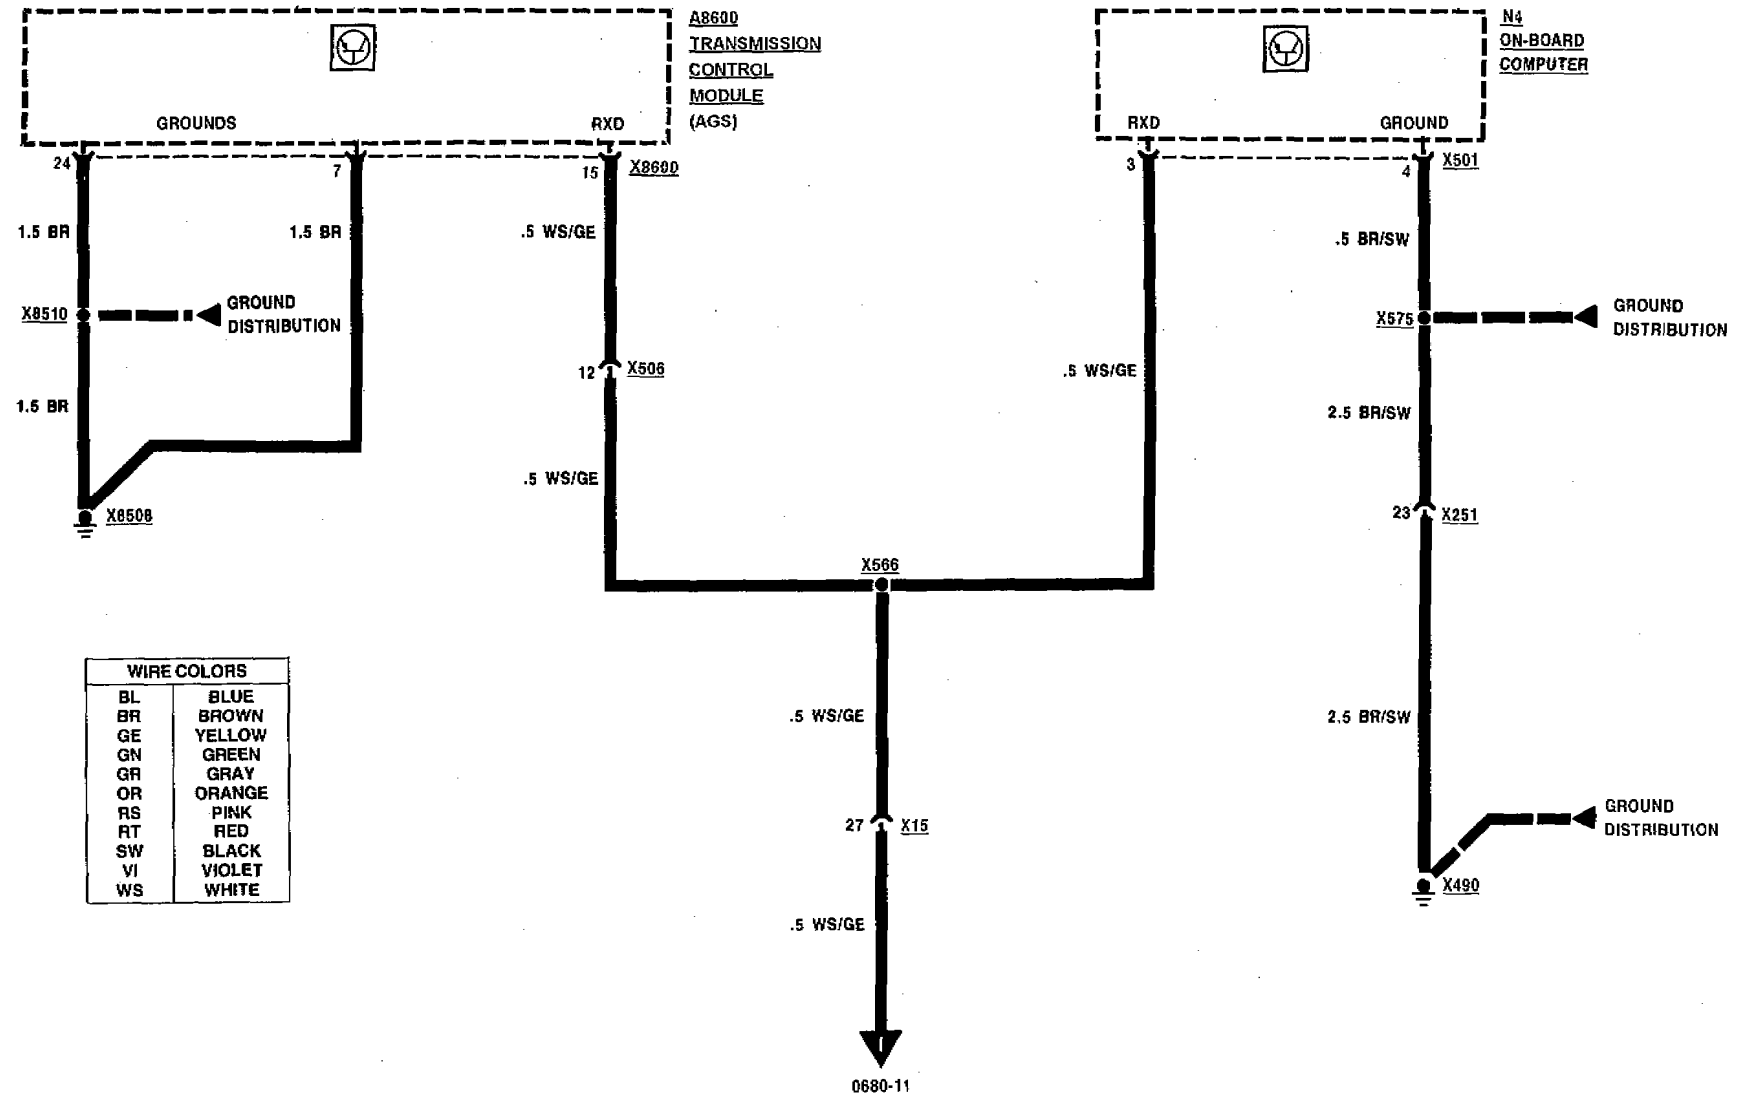 A8600
TRANSMISSION
CONTROL
MODULE
(AGS)
GROUNDS
RXD
24
7
15
X8600
1.5 BR
1.5 BR
.5 WS/GE
X8510
GROUND
DISTRIBUTION
12
X506
1.5 BR
.5 WS/GE
X8508
N4
ON-BOARD
COMPUTER
RXD
GROUND
3
4
X501
.5 BR/SW
X575
GROUND
DISTRIBUTION
.5 WS/GE
2.5 BR/SW
23
X251
X566
.5 WS/GE
2.5 BR/SW
27
X15
GROUND
DISTRIBUTION
X490
.5 WS/GE
1
0680-11
WIRE COLORS
BL BLUE
BR BROWN
GE YELLOW
GN GREEN
GR GRAY
OR ORANGE
RS PINK
RT RED
SW BLACK
VI VIOLET
WS WHITE